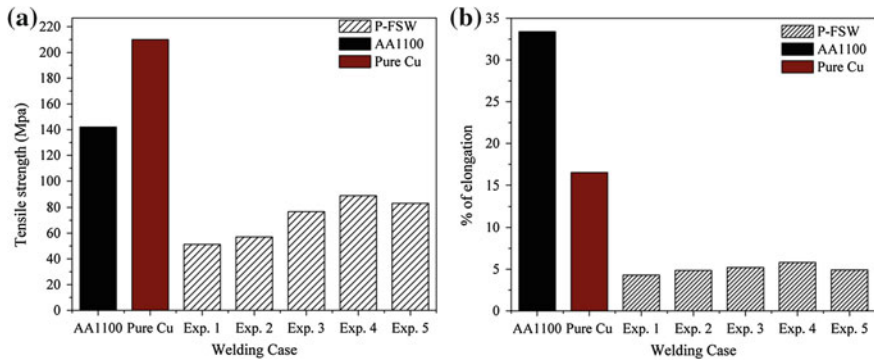 (a)
Tensile strength (Mpa)
220
200
180
160
140
120
100
80
60
40
20
0
P-FSW
AA1100
Pure Cu
AA1100 Pure Cu Exp. 1 Exp. 2 Exp. 3 Exp. 4 Exp. 5
Welding Case
(b)
% of elongation
35
30
25
20
15
10
5
0
P-FSW
AA1100
Pure Cu
AA1100 Pure Cu Exp. 1 Exp. 2 Exp. 3 Exp. 4 Exp. 5
Welding Case